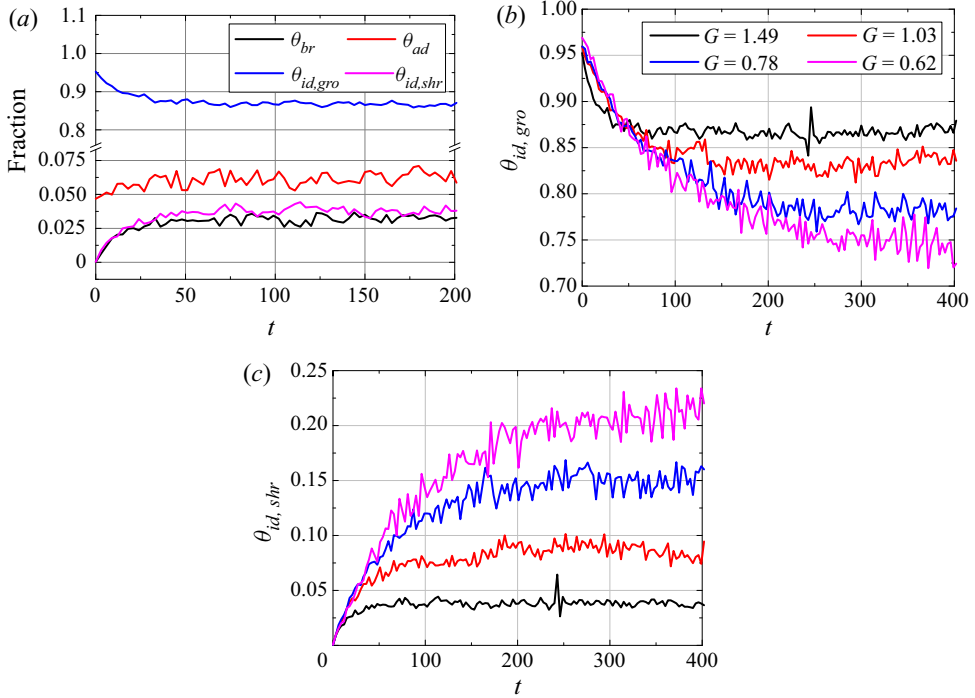 (a)
1.1
1.0
0.9
0.8
0.075
0.050
0.025
0
Fraction
θbr
θad
θid,gro
θid,shr
0 50 100 150 200
t
(b)
1.00
0.95
0.90
0.85
0.80
0.75
0.70
θid, gro
G = 1.49
G = 1.03
G = 0.78
G = 0.62
0 100 200 300 400
t
(c)
0.25
0.20
0.15
0.10
0.05
θid, shr
0 100 200 300 400
t